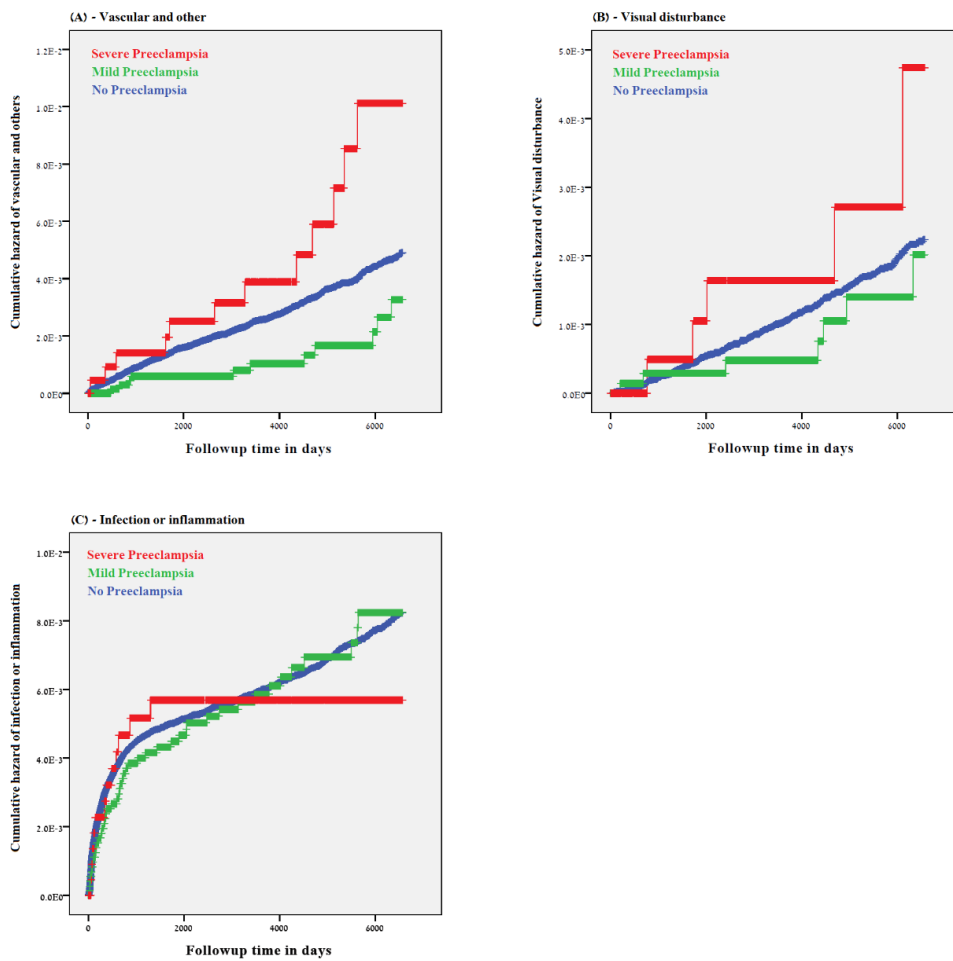 (A) - Vascular and other
Severe Preeclampsia
Mild Preeclampsia
No Preeclampsia
Cumulative hazard of vascular and others
1.2E-2
1.0E-2
8.0E-3
6.0E-3
4.0E-3
2.0E-3
0.0E0
0
2000
4000
6000
Followup time in days
(B) - Visual disturbance
Severe Preeclampsia
Mild Preeclampsia
No Preeclampsia
Cumulative hazard of Visual disturbance
5.0E-3
4.0E-3
3.0E-3
2.0E-3
1.0E-3
0.0E0
0
2000
4000
6000
Followup time in days
(C) - Infection or inflammation
Severe Preeclampsia
Mild Preeclampsia
No Preeclampsia
Cumulative hazard of infection or inflammation
1.0E-2
8.0E-3
6.0E-3
4.0E-3
2.0E-3
0.0E0
0
2000
4000
6000
Followup time in days